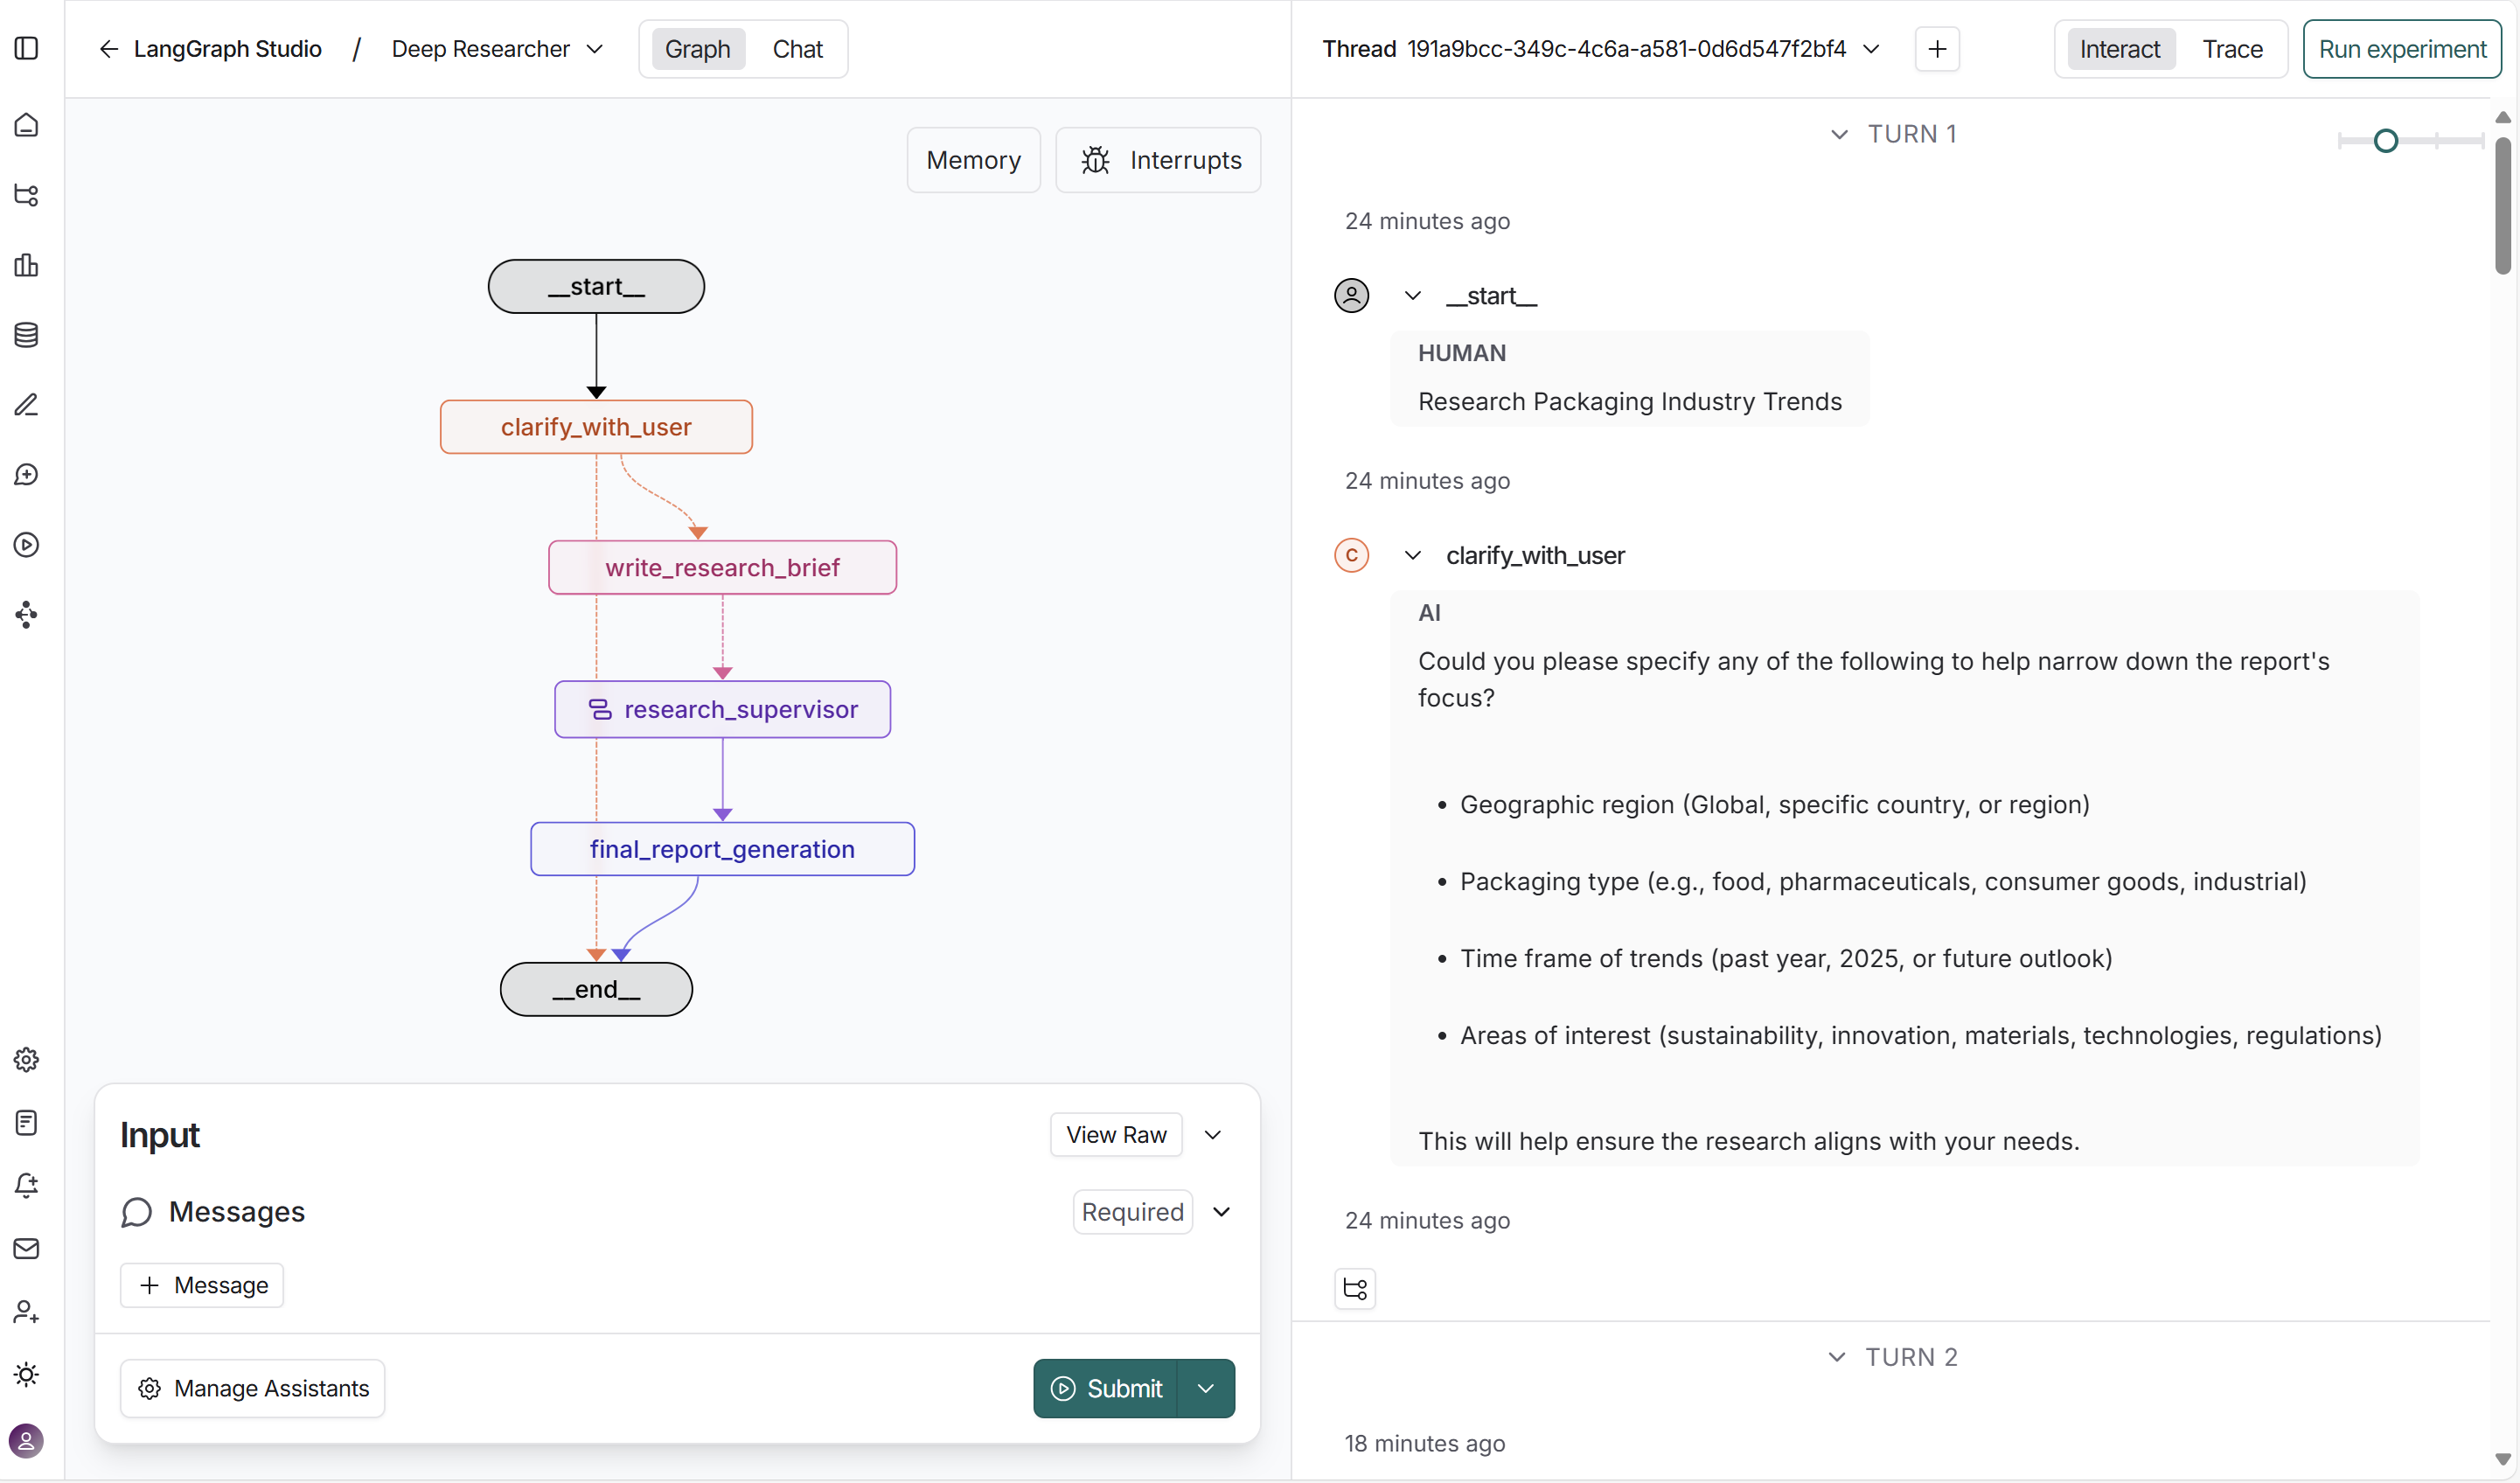 LangGraph Studio / Deep Researcher
Graph Chat
Thread 191a9bcc-349c-4c6a-a581-0d6d547f2bf4
Interact Trace
Run experiment
Memory
Interrupts
__start__
clarify_with_user
write_research_brief
research_supervisor
final_report_generation
__end__
Input
View Raw
Messages
Required
+ Message
Manage Assistants
Submit
TURN 1
24 minutes ago
__start__
HUMAN
Research Packaging Industry Trends
24 minutes ago
C
clarify_with_user
AI
Could you please specify any of the following to help narrow down the report's
focus?
• Geographic region (Global, specific country, or region)
• Packaging type (e.g., food, pharmaceuticals, consumer goods, industrial)
• Time frame of trends (past year, 2025, or future outlook)
• Areas of interest (sustainability, innovation, materials, technologies, regulations)
This will help ensure the research aligns with your needs.
24 minutes ago
TURN 2
18 minutes ago